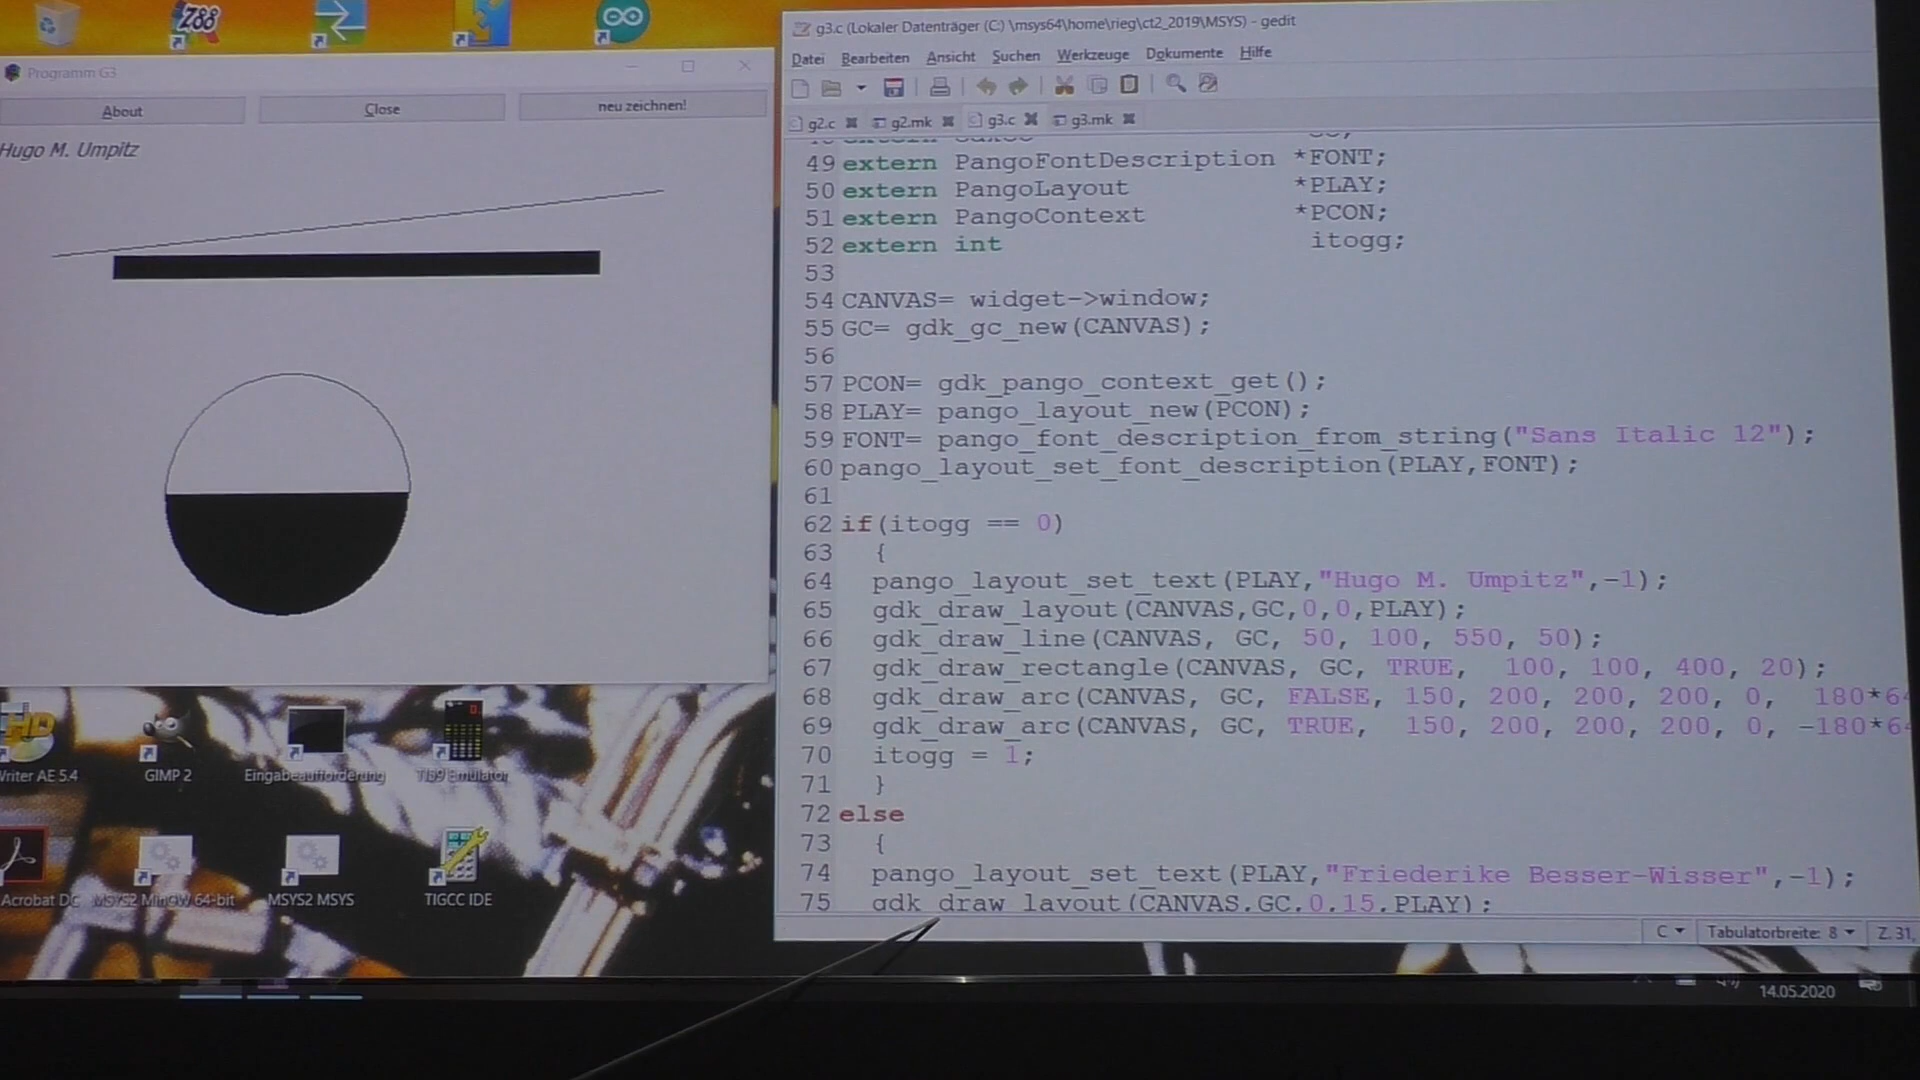 Z88
Programm G3
About
Close
neu zeichnen!
Hugo M. Umpitz
Writer AE 5.4
GIMP 2
Eingabeaufforderung
TI89 Emulator
Acrobat DC
MSYS2 MinGW 64-bit
MSYS2 MSYS
TIGCC IDE
g3.c (Lokaler Datenträger (C:) \msys64\home\rieg\ct2_2019\MSYS) - gedit
Datei Bearbeiten Ansicht Suchen Werkzeuge Dokumente Hilfe
g2.c g2.mk g3.c g3.mk
49 extern PangoFontDescription *FONT;
50 extern PangoLayout *PLAY;
51 extern PangoContext *PCON;
52 extern int itogg;
53
54 CANVAS= widget->window;
55 GC= gdk_gc_new(CANVAS);
56
57 PCON= gdk_pango_context_get();
58 PLAY= pango_layout_new(PCON);
59 FONT= pango_font_description_from_string("Sans Italic 12");
60 pango_layout_set_font_description(PLAY,FONT);
61
62 if(itogg == 0)
63 {
64 pango_layout_set_text(PLAY,"Hugo M. Umpitz",-1);
65 gdk_draw_layout(CANVAS,GC,0,0,PLAY);
66 gdk_draw_line(CANVAS, GC, 50, 100, 550, 50);
67 gdk_draw_rectangle(CANVAS, GC, TRUE, 100, 100, 400, 20);
68 gdk_draw_arc(CANVAS, GC, FALSE, 150, 200, 200, 200, 0, 180*6
69 gdk_draw_arc(CANVAS, GC, TRUE, 150, 200, 200, 200, 0, -180*6
70 itogg = 1;
71 }
72 else
73 {
74 pango_layout_set_text(PLAY,"Friederike Besser-Wisser",-1);
75 gdk_draw_layout(CANVAS,GC,0,15,PLAY);
C Tabulatorbreite: 8 Z. 31,
14.05.2020